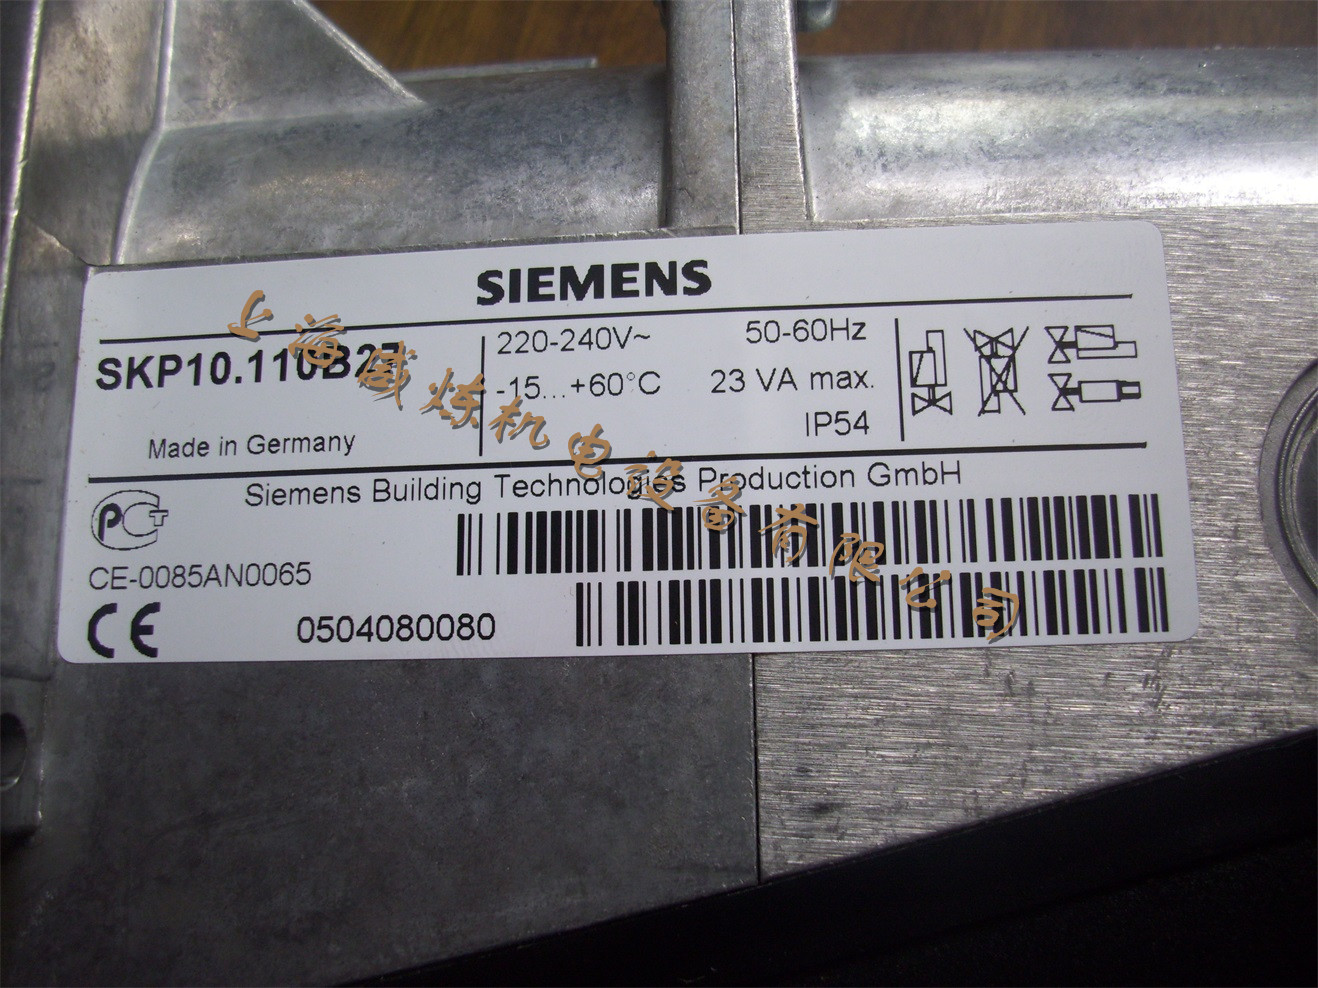 SIEMENS
SKP10.110B27
220-240V~ 50-60Hz
-15...+60°C 23 VA max.
IP54
Made in Germany
Siemens Building Technologies Production GmbH
PCT
CE-0085AN0065
CE 0504080080
上海威炼机电设备有限公司